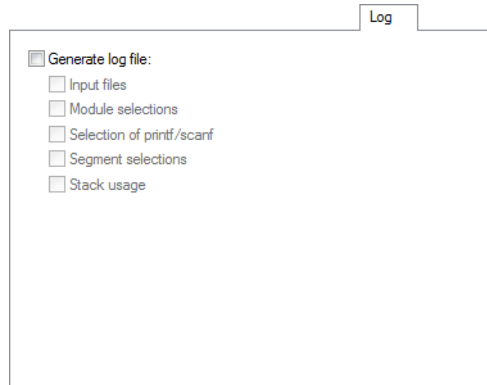 Log
Generate log file:
Input files
Module selections
Selection of printf/scanf
Segment selections
Stack usage